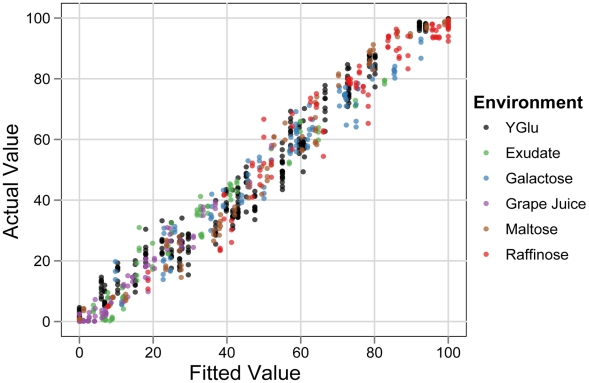 100
80
60
40
20
0
Actual Value
0 20 40 60 80 100
Fitted Value
Environment
YGlu
Exudate
Galactose
Grape Juice
Maltose
Raffinose